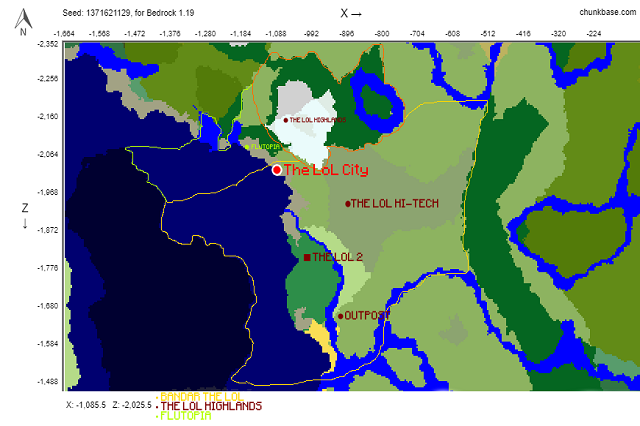 Seed: 1371621129, for Bedrock 1.19
X →
chunkbase.com
N
-1,664 -1,568 -1,472 -1,376 -1,280 -1,184 -1,088 -992 -896 -800 -704 -608 -512 -416 -320 -224
-2,352
-2,256
-2,160
-2,064
-1,968
-1,872
-1,776
-1,680
-1,584
-1,488
Z
↓
THE LOL HIGHLANDS
FLUTOPIA
The LoL City
THE LOL HI-TECH
THE LOL 2
OUTPOST
X: -1,085.5 Z: -2,025.5
BANDAR THE LOL
THE LOL HIGHLANDS
FLUTOPIA